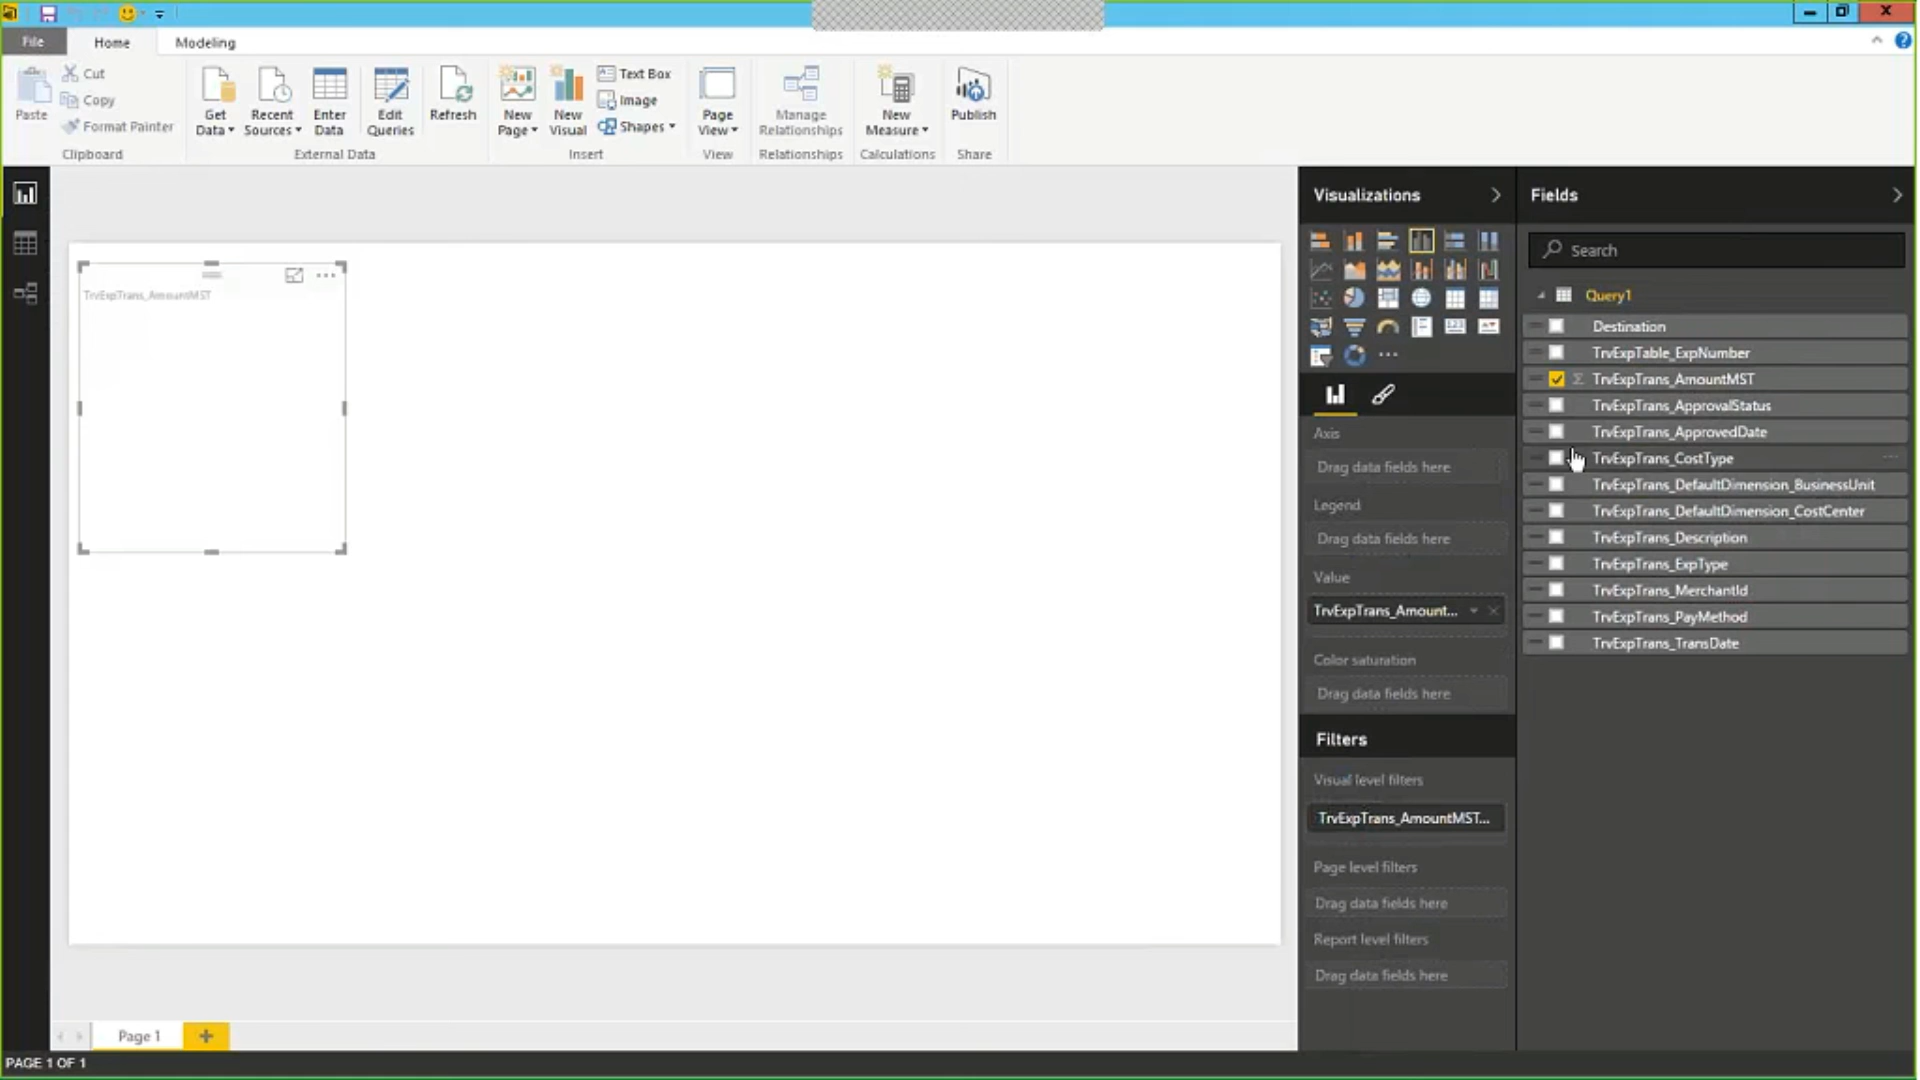 File
Home
Modeling
Paste
Cut
Copy
Format Painter
Clipboard
Get Data
Recent Sources
Enter Data
Edit Queries
External Data
Refresh
New Page
New Visual
Text Box
Image
Shapes
Insert
Page View
View
Manage Relationships
Relationships
New Measure
Calculations
Publish
Share
TrvExpTrans_AmountMST
Visualizations
Axis
Drag data fields here
Legend
Drag data fields here
Value
TrvExpTrans_Amount...
Color saturation
Drag data fields here
Filters
Visual level filters
TrvExpTrans_AmountMST...
Page level filters
Drag data fields here
Report level filters
Drag data fields here
Fields
Search
Query1
Destination
TrvExpTable_ExpNumber
Σ TrvExpTrans_AmountMST
TrvExpTrans_ApprovalStatus
TrvExpTrans_ApprovedDate
TrvExpTrans_CostType
TrvExpTrans_DefaultDimension_BusinessUnit
TrvExpTrans_DefaultDimension_CostCenter
TrvExpTrans_Description
TrvExpTrans_ExpType
TrvExpTrans_MerchantId
TrvExpTrans_PayMethod
TrvExpTrans_TransDate
Page 1
PAGE 1 OF 1